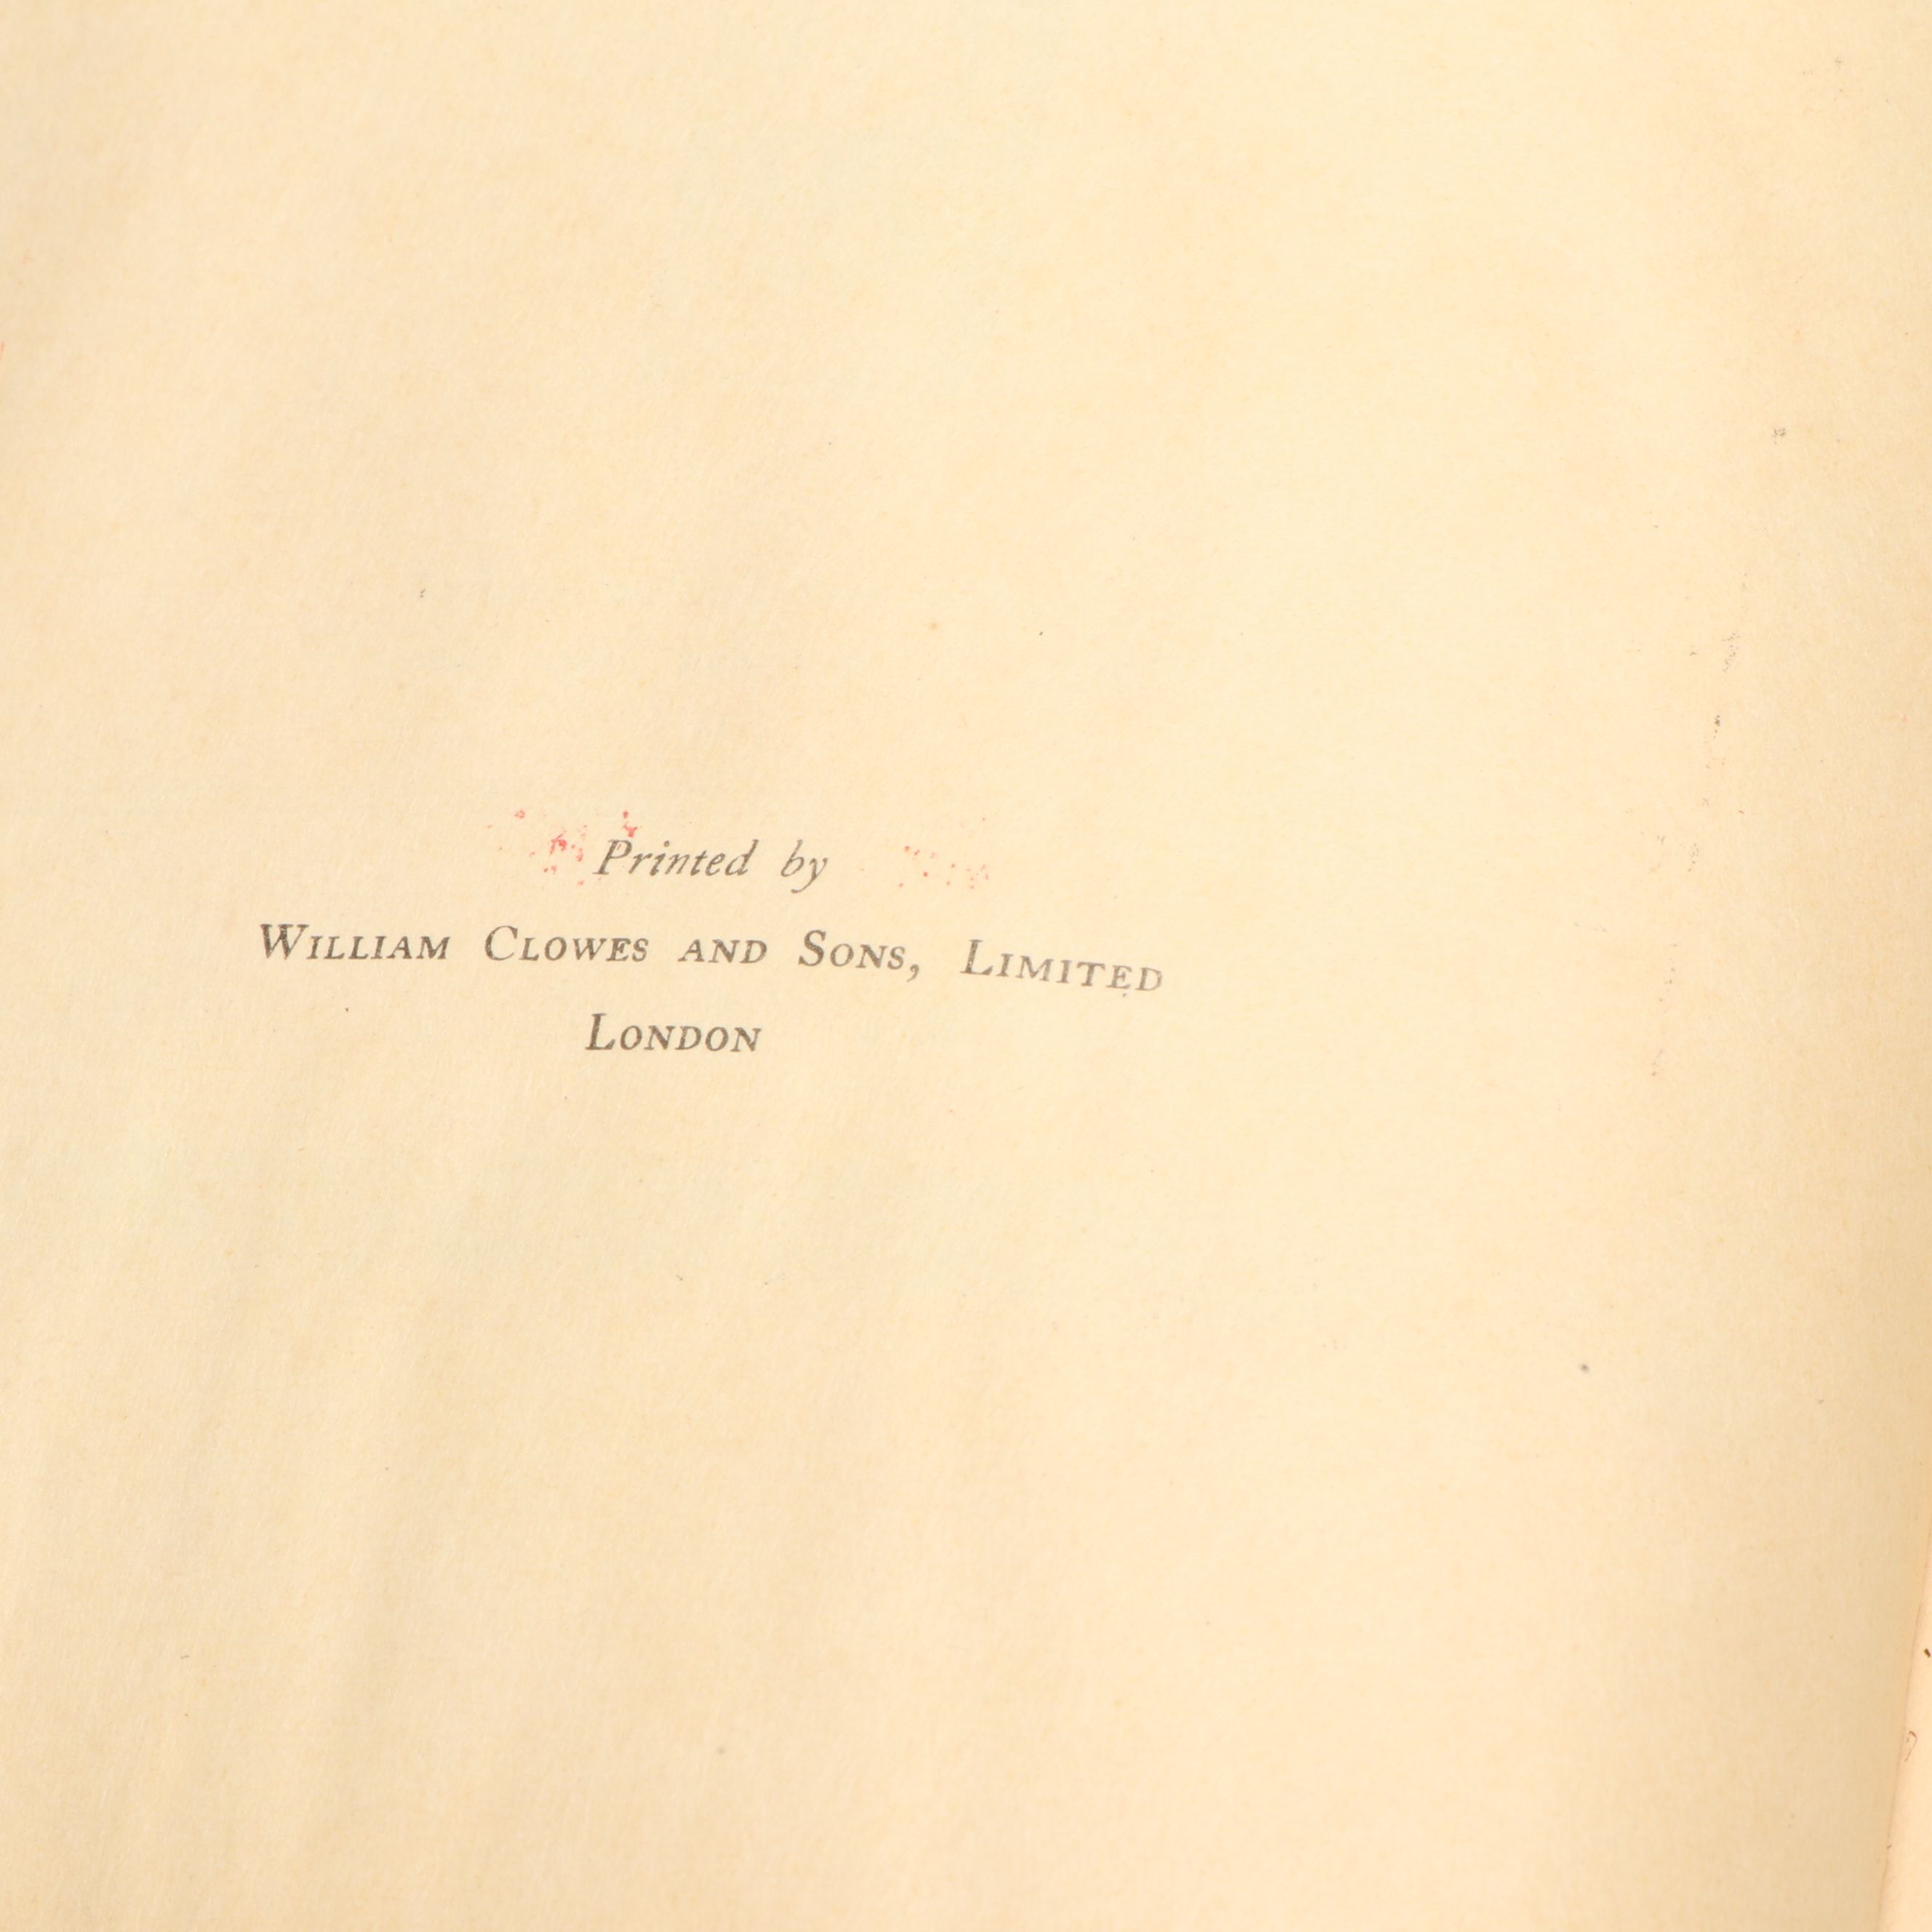 Printed by
William Clowes and Sons, Limited
London